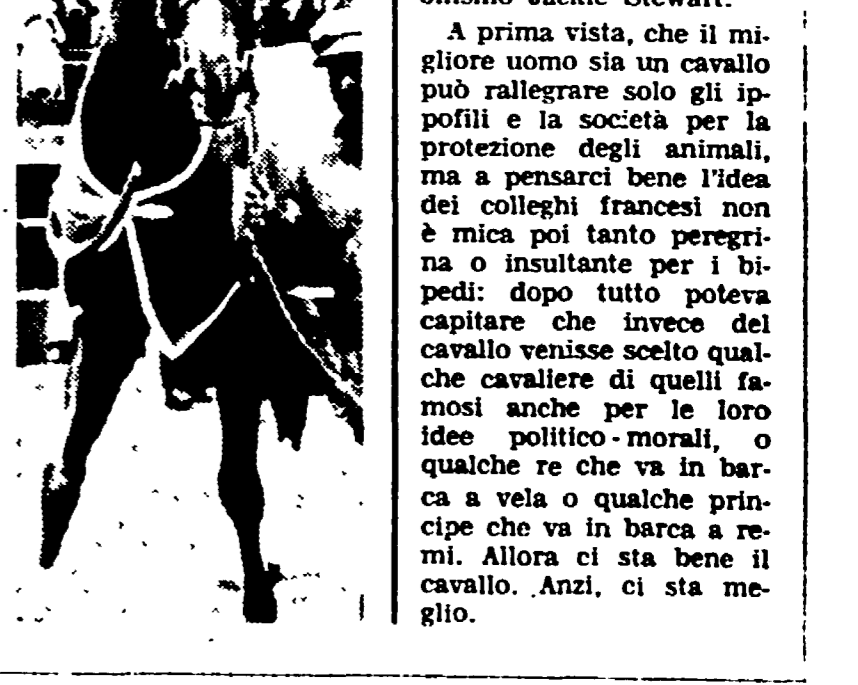 Jackie Stewart.
A prima vista, che il mi-
gliore uomo sia un cavallo
può rallegrare solo gli ip-
pofili e la società per la
protezione degli animali,
ma a pensarci bene l'idea
dei colleghi francesi non
è mica poi tanto peregri-
na o insultante per i bi-
pedi: dopo tutto poteva
capitare che invece del
cavallo venisse scelto qual-
che cavaliere di quelli fa-
mosi anche per le loro
idee politico-morali, o
qualche re che va in bar-
ca a vela o qualche prin-
cipe che va in barca a re-
mi. Allora ci sta bene il
cavallo. Anzi, ci sta me-
glio.